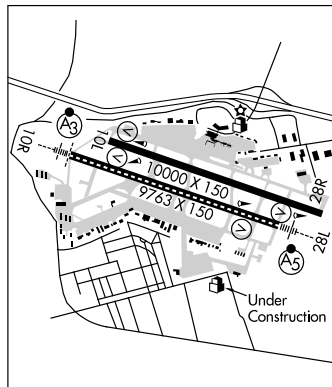 A3
10R
10L
V
V
10000 X 150
9763 X 150
V
V
28R
28L
A5
Under
Construction